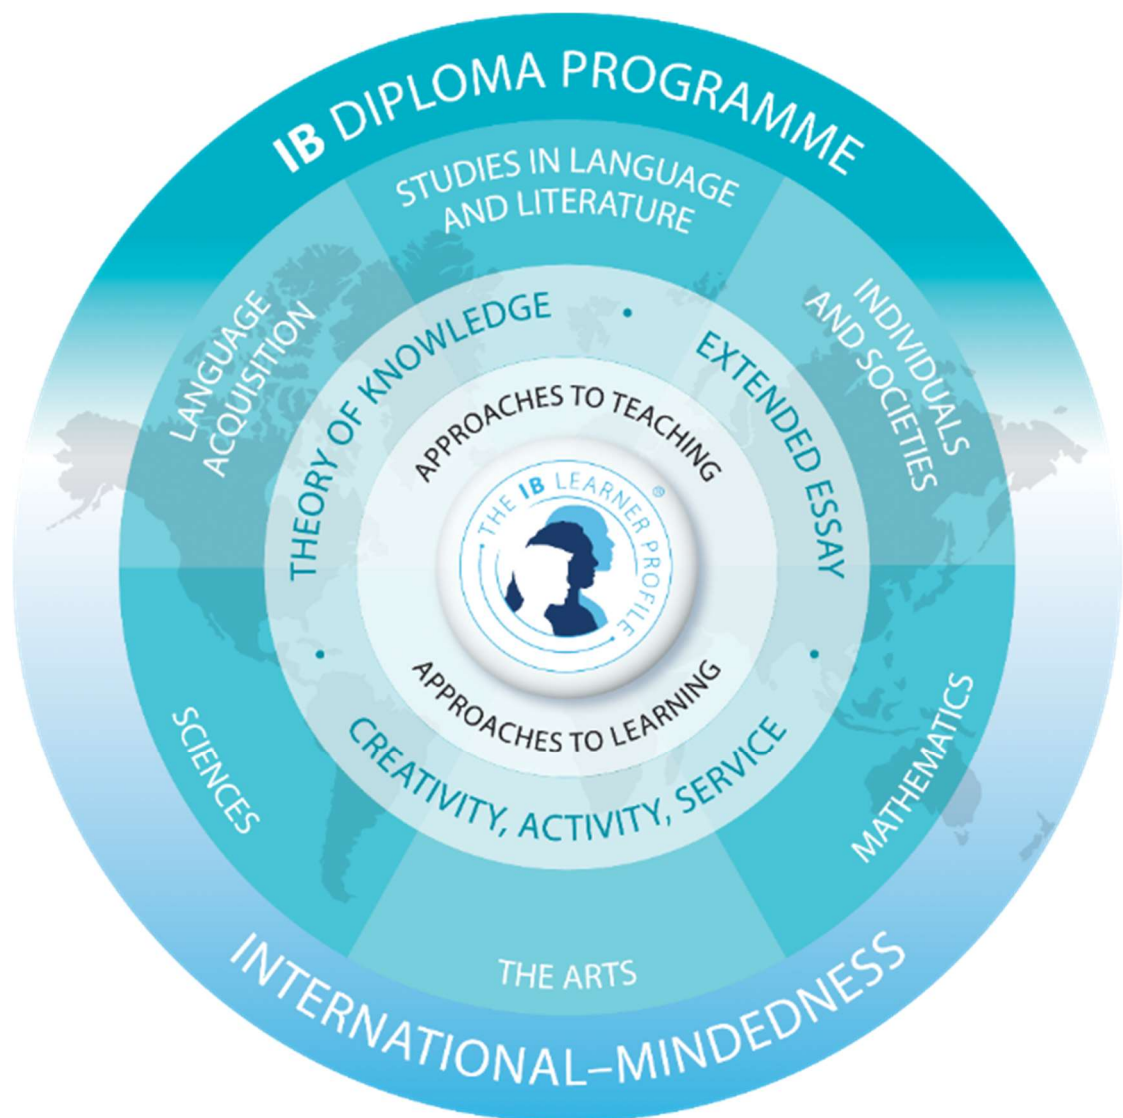 IB DIPLOMA PROGRAMME
STUDIES IN LANGUAGE
AND LITERATURE
LANGUAGE
ACQUISITION
INDIVIDUALS
AND SOCIETIES
THEORY OF KNOWLEDGE
EXTENDED ESSAY
APPROACHES TO TEACHING
THE IB LEARNER PROFILE ®
APPROACHES TO LEARNING
CREATIVITY, ACTIVITY, SERVICE
SCIENCES
MATHEMATICS
THE ARTS
INTERNATIONAL–MINDEDNESS